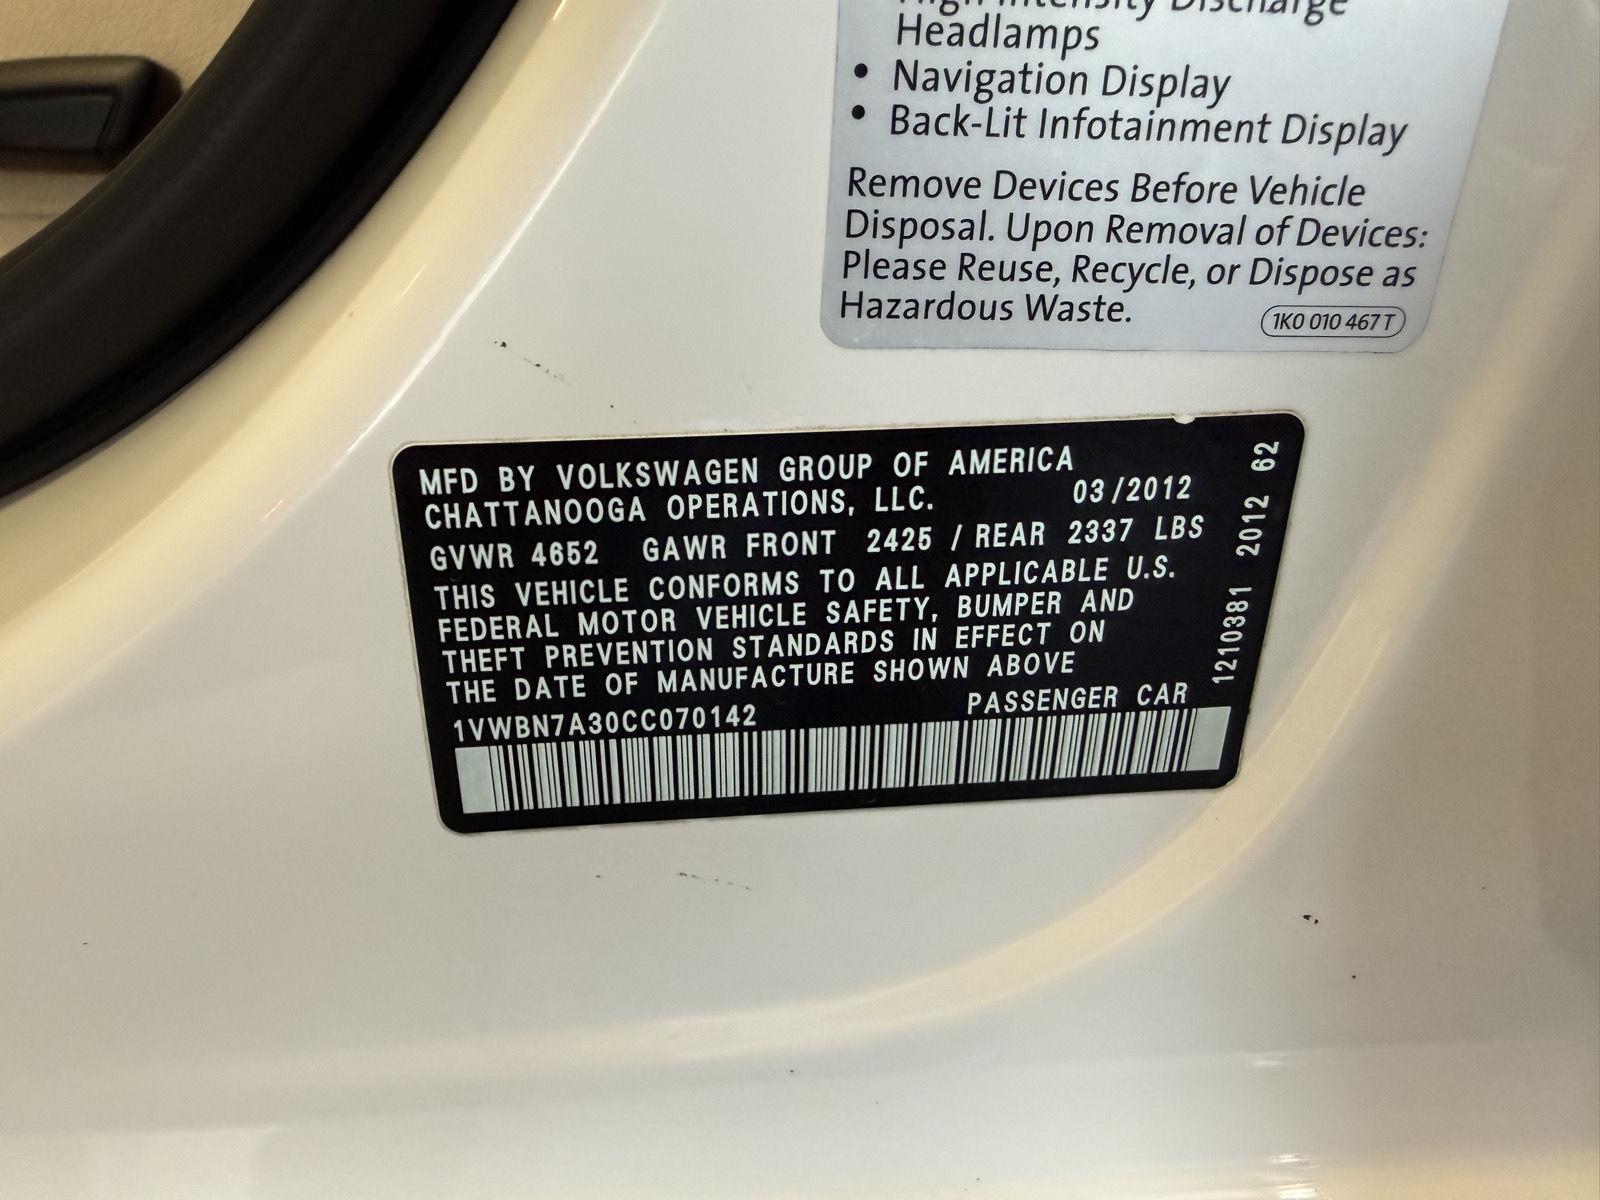 High Intensity Discharge
Headlamps
• Navigation Display
• Back-Lit Infotainment Display
Remove Devices Before Vehicle
Disposal. Upon Removal of Devices:
Please Reuse, Recycle, or Dispose as
Hazardous Waste.
1K0 010 467 T
MFD BY VOLKSWAGEN GROUP OF AMERICA
CHATTANOOGA OPERATIONS, LLC. 03/2012
GVWR 4652 GAWR FRONT 2425 / REAR 2337 LBS
THIS VEHICLE CONFORMS TO ALL APPLICABLE U.S.
FEDERAL MOTOR VEHICLE SAFETY, BUMPER AND
THEFT PREVENTION STANDARDS IN EFFECT ON
THE DATE OF MANUFACTURE SHOWN ABOVE
1VWBN7A30CC070142 PASSENGER CAR
1210381 2012 62